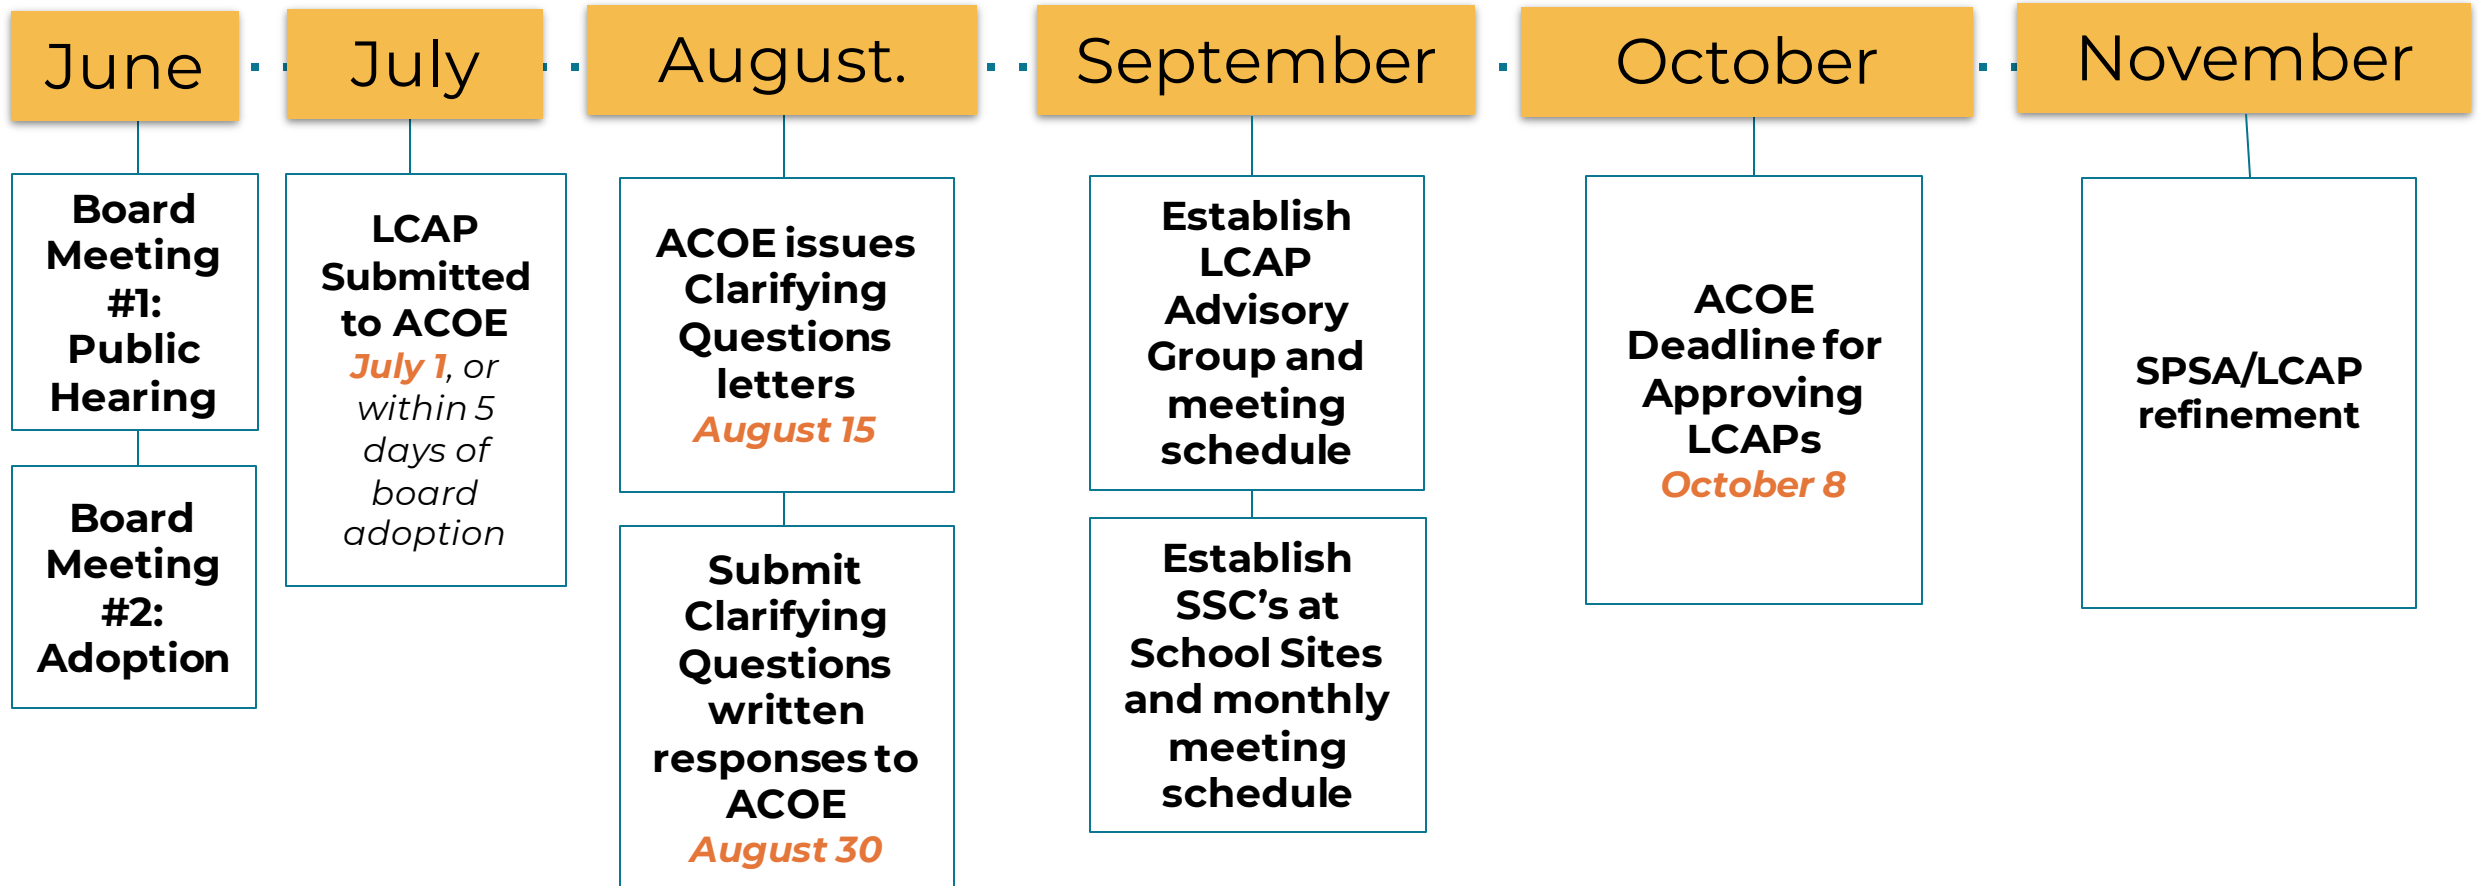 June
July
August.
September
October
November
Board
Meeting
#1:
Public
Hearing
Board
Meeting
#2:
Adoption
LCAP
Submitted
to ACOE
July 1, or
within 5
days of
board
adoption
ACOE issues
Clarifying
Questions
letters
August 15
Submit
Clarifying
Questions
written
responses to
ACOE
August 30
Establish
LCAP
Advisory
Group and
meeting
schedule
Establish
SSC’s at
School Sites
and monthly
meeting
schedule
ACOE
Deadline for
Approving
LCAPs
October 8
SPSA/LCAP
refinement